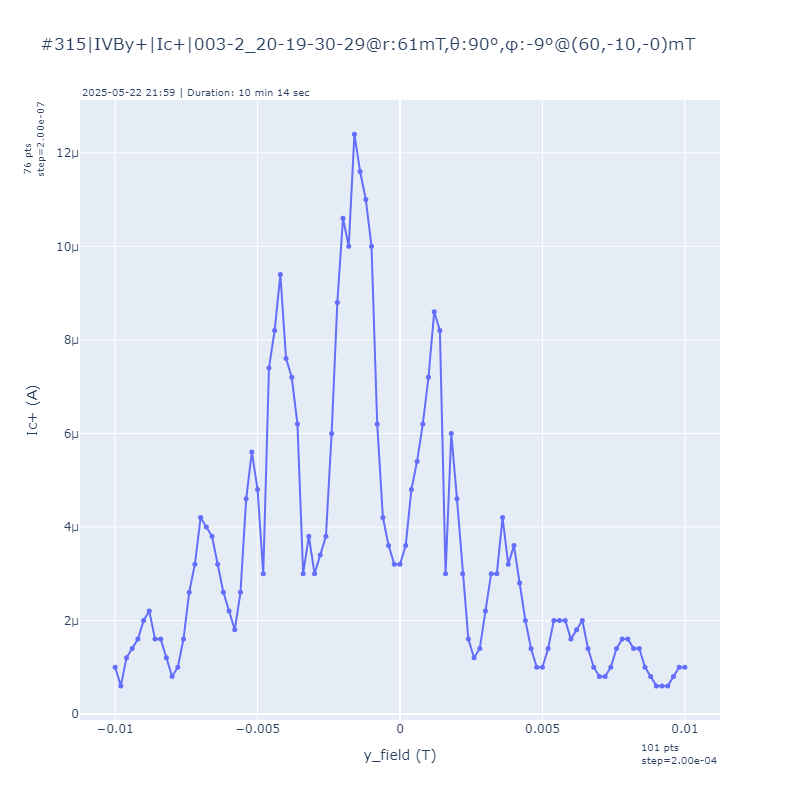 #315|IVBy+|Ic+|003-2_20-19-30-29@r:61mT,θ:90°,φ:-9°@(60,-10,-0)mT
2025-05-22 21:59 | Duration: 10 min 14 sec
76 pts
step=2.00e-07
12μ
10μ
8μ
6μ
4μ
2μ
0
Ic+ (A)
−0.01
−0.005
0
0.005
0.01
y_field (T)
101 pts
step=2.00e-04